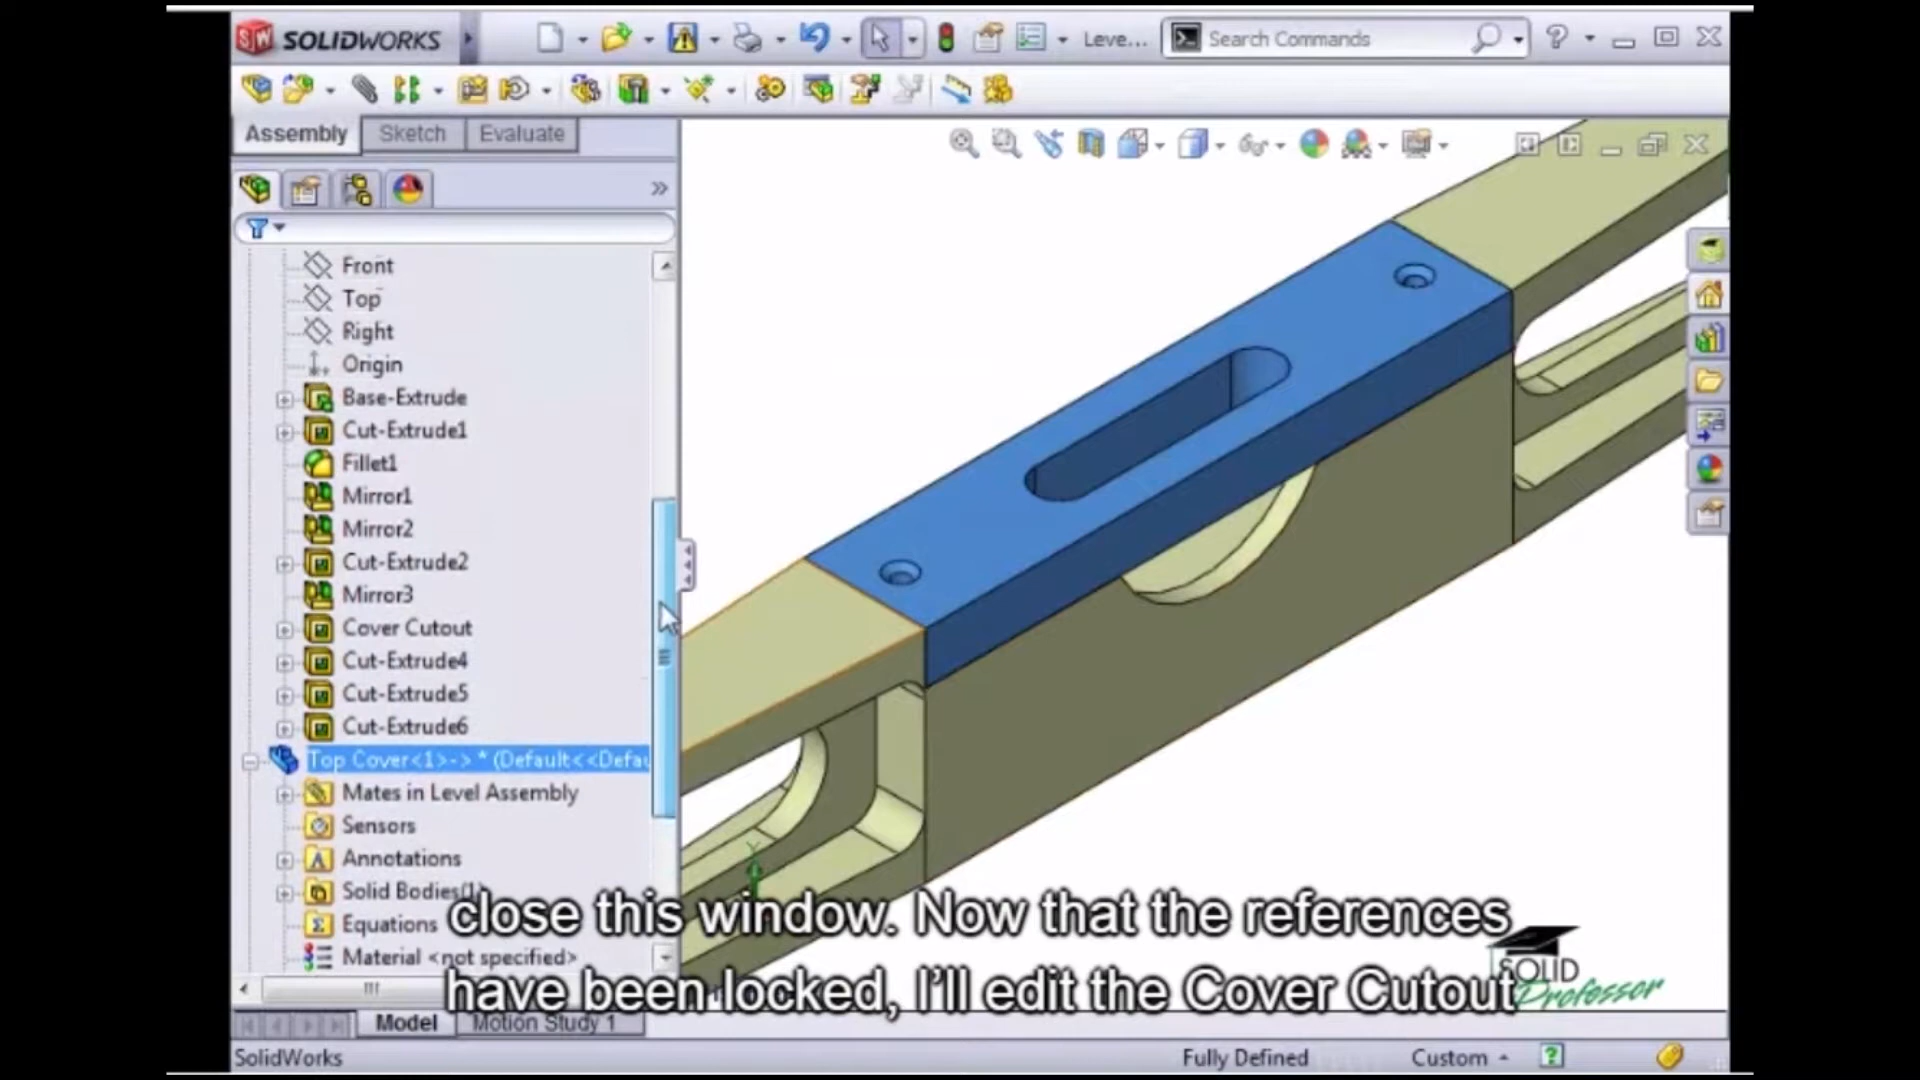 SOLIDWORKS
Leve...
Search Commands
Assembly
Sketch
Evaluate
Front
Top
Right
Origin
Base-Extrude
Cut-Extrude1
Fillet1
Mirror1
Mirror2
Cut-Extrude2
Mirror3
Cover Cutout
Cut-Extrude4
Cut-Extrude5
Cut-Extrude6
Top Cover<1>-> * (Default<<Defau
Mates in Level Assembly
Sensors
Annotations
Solid Bodies(1)
Equations
Material <not specified>
close this window. Now that the references
have been locked, I'll edit the Cover Cutout
SOLID
Professor
Model
Motion Study 1
SolidWorks
Fully Defined
Custom